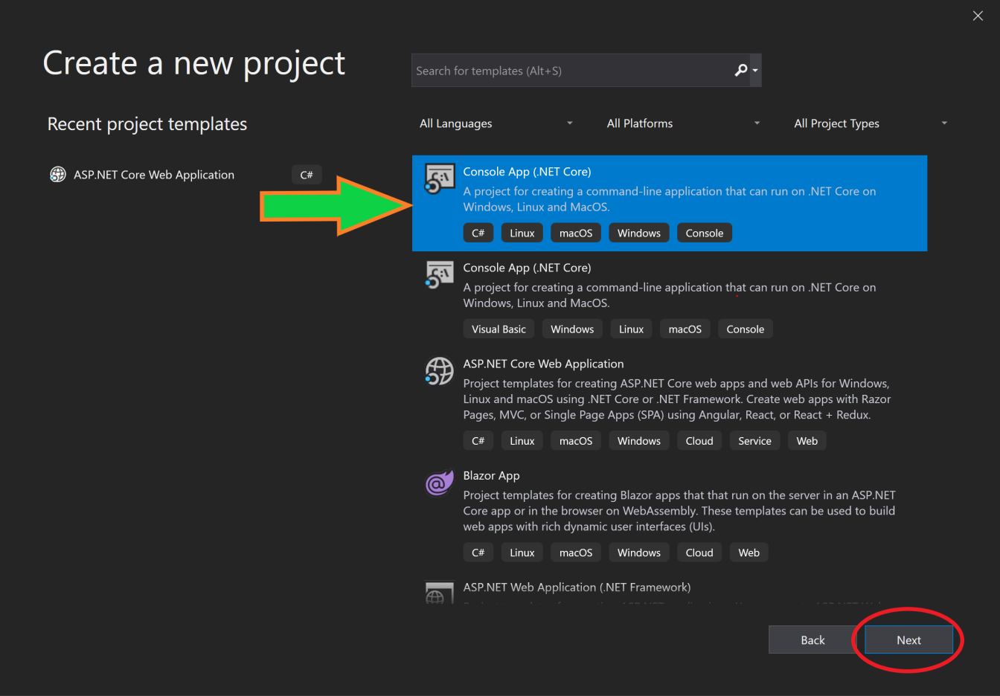 Create a new project
Search for templates (Alt+S)
Recent project templates
All Languages
All Platforms
All Project Types
ASP.NET Core Web Application
C#
Console App (.NET Core)
A project for creating a command-line application that can run on .NET Core on
Windows, Linux and MacOS.
C# Linux macOS Windows Console
Console App (.NET Core)
A project for creating a command-line application that can run on .NET Core on
Windows, Linux and MacOS.
Visual Basic Windows Linux macOS Console
ASP.NET Core Web Application
Project templates for creating ASP.NET Core web apps and web APIs for Windows,
Linux and macOS using .NET Core or .NET Framework. Create web apps with Razor
Pages, MVC, or Single Page Apps (SPA) using Angular, React, or React + Redux.
C# Linux macOS Windows Cloud Service Web
Blazor App
Project templates for creating Blazor apps that that run on the server in an ASP.NET
Core app or in the browser on WebAssembly. These templates can be used to build
web apps with rich dynamic user interfaces (UIs).
C# Linux macOS Windows Cloud Web
ASP.NET Web Application (.NET Framework)
Back
Next